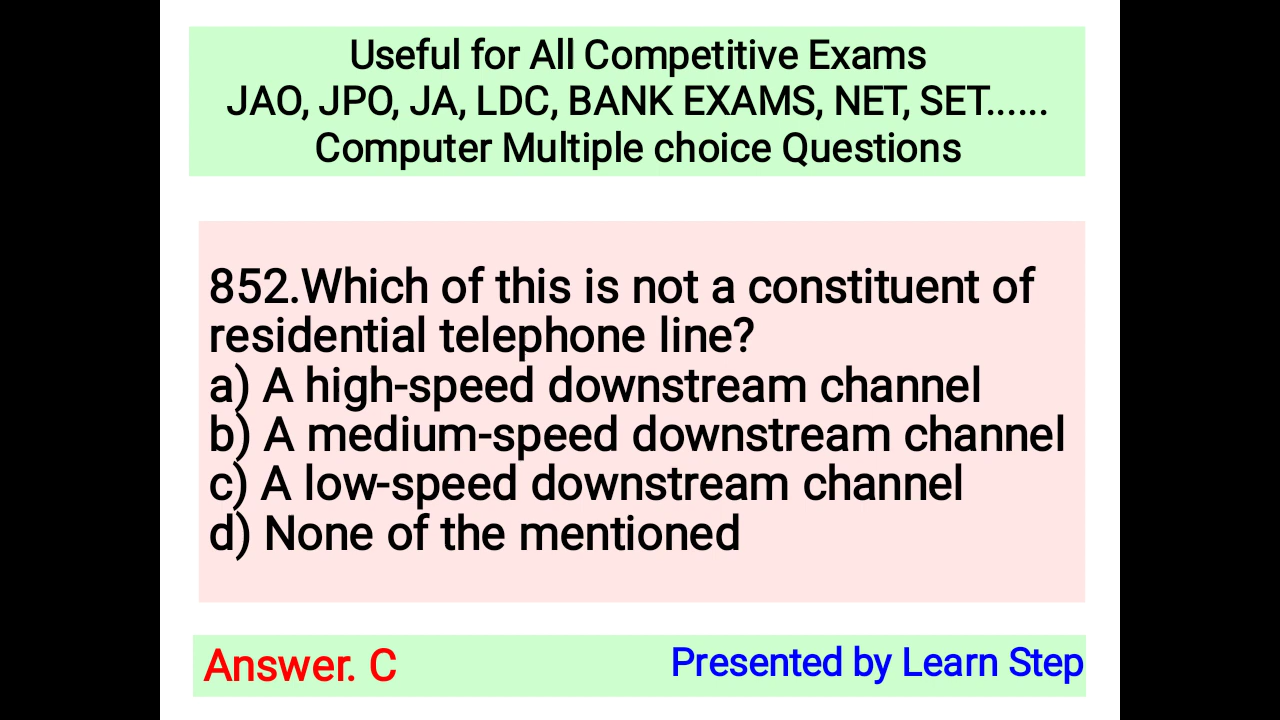 Useful for All Competitive Exams
JAO, JPO, JA, LDC, BANK EXAMS, NET, SET......
Computer Multiple choice Questions
852.Which of this is not a constituent of
residential telephone line?
a) A high-speed downstream channel
b) A medium-speed downstream channel
c) A low-speed downstream channel
d) None of the mentioned
Answer. C
Presented by Learn Step